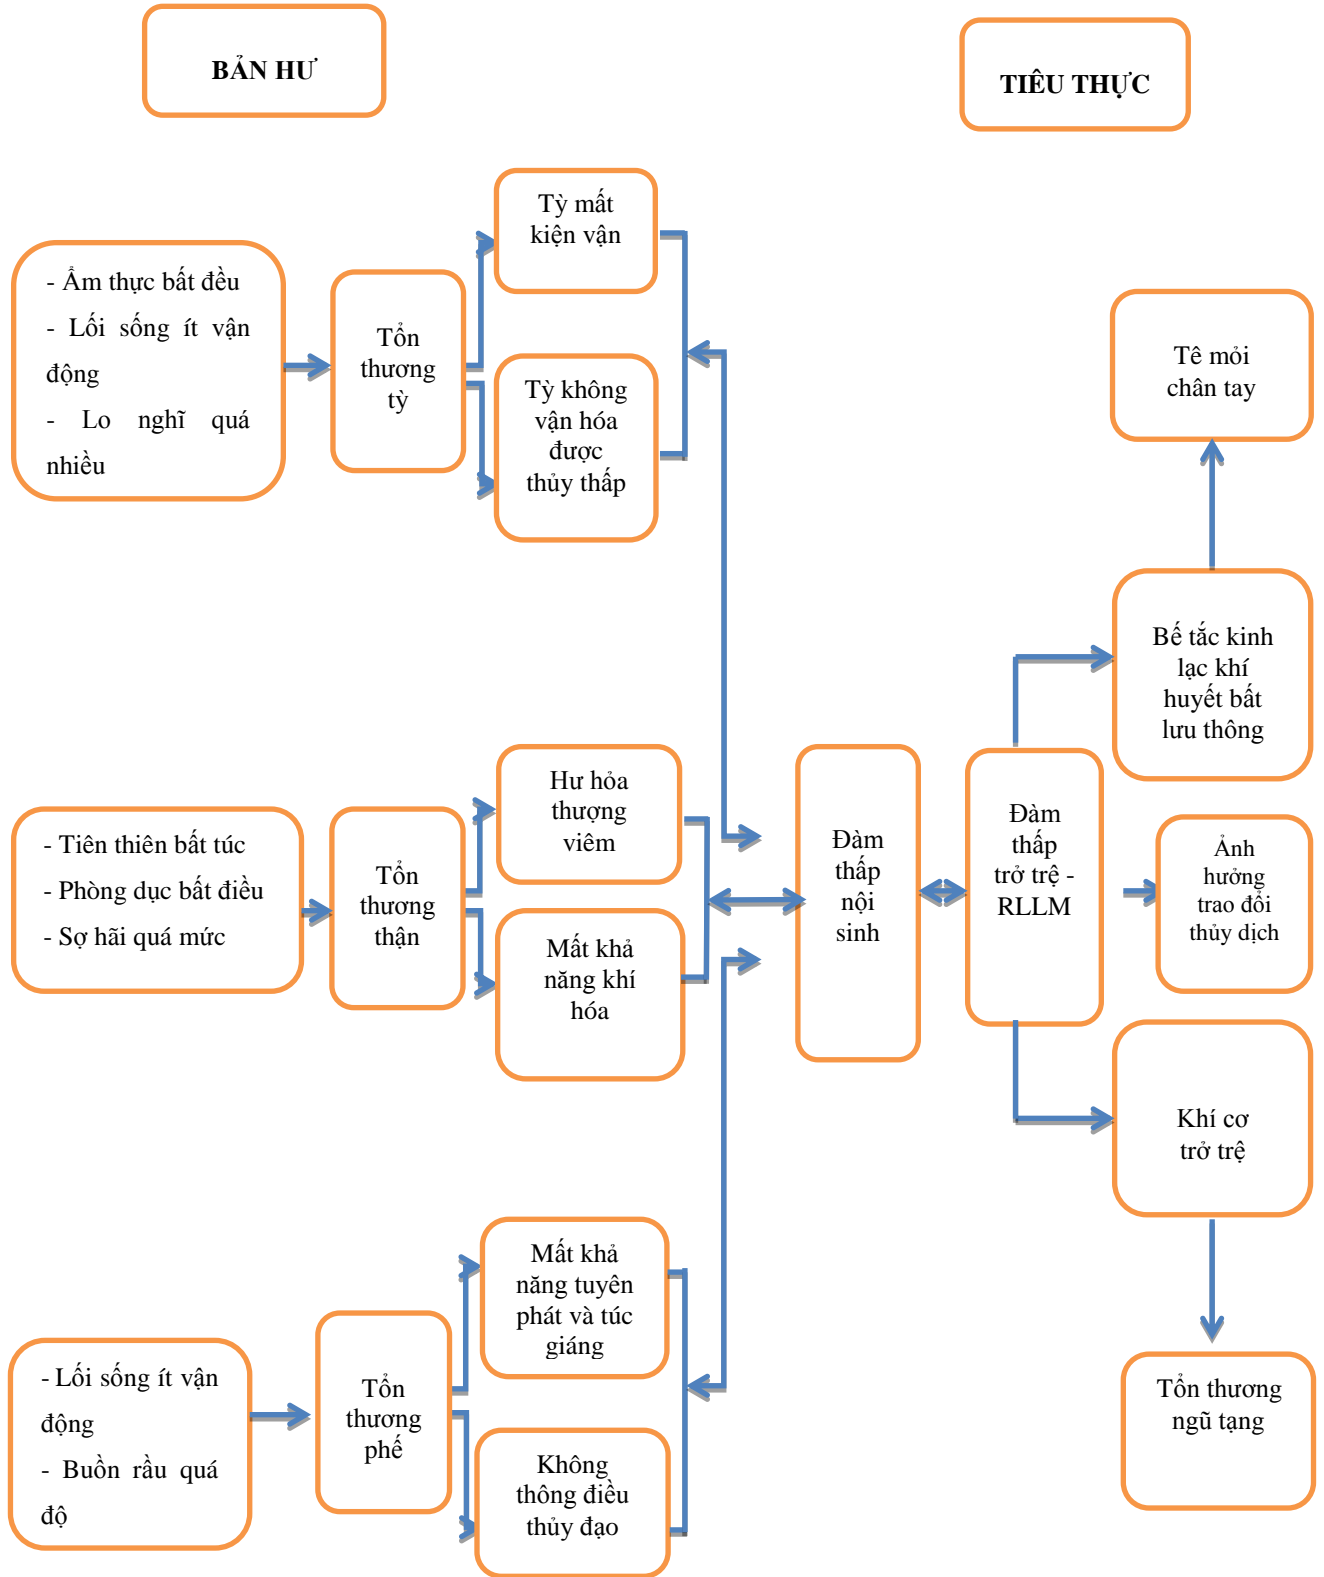 BẢN HƯ
TIÊU THỰC
Tỳ mất
kiện vận
- Ẩm thực bất đều
- Lối sống ít vận
động
- Lo nghĩ quá
nhiều
Tổn
thương
tỳ
Tỳ không
vận hóa
được
thủy thấp
Tê mỏi
chân tay
Bế tắc kinh
lạc khí
huyết bất
lưu thông
Hư hỏa
thượng
viêm
- Tiên thiên bất túc
- Phòng dục bất điều
- Sợ hãi quá mức
Tổn
thương
thận
Mất khả
năng khí
hóa
Đàm
thấp
nội
sinh
Đàm
thấp
trở trệ -
RLLM
Ảnh
hưởng
trao đổi
thủy dịch
Khí cơ
trở trệ
Mất khả
năng tuyên
phát và túc
giáng
- Lối sống ít vận
động
- Buồn rầu quá
độ
Tổn
thương
phế
Không
thông điều
thủy đạo
Tổn thương
ngũ tạng